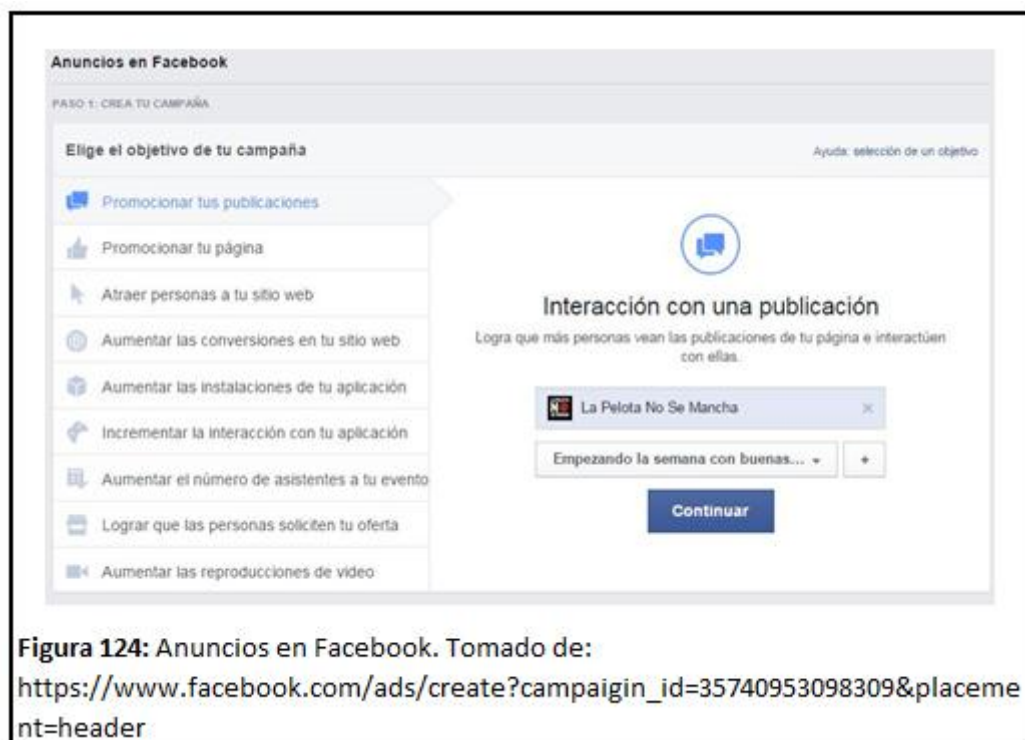 Anuncios en Facebook
PASO 1: CREA TU CAMPAÑA
Elige el objetivo de tu campaña
Ayuda: selección de un objetivo
Promocionar tus publicaciones
Promocionar tu página
Atraer personas a tu sitio web
Aumentar las conversiones en tu sitio web
Aumentar las instalaciones de tu aplicación
Incrementar la interacción con tu aplicación
Aumentar el número de asistentes a tu evento
Lograr que las personas soliciten tu oferta
Aumentar las reproducciones de video
Interacción con una publicación
Logra que más personas vean las publicaciones de tu página e interactúen
con ellas.
La Pelota No Se Mancha
Empezando la semana con buenas...
+
Continuar
Figura 124: Anuncios en Facebook. Tomado de:
https://www.facebook.com/ads/create?campaigin_id=35740953098309&placeme
nt=header